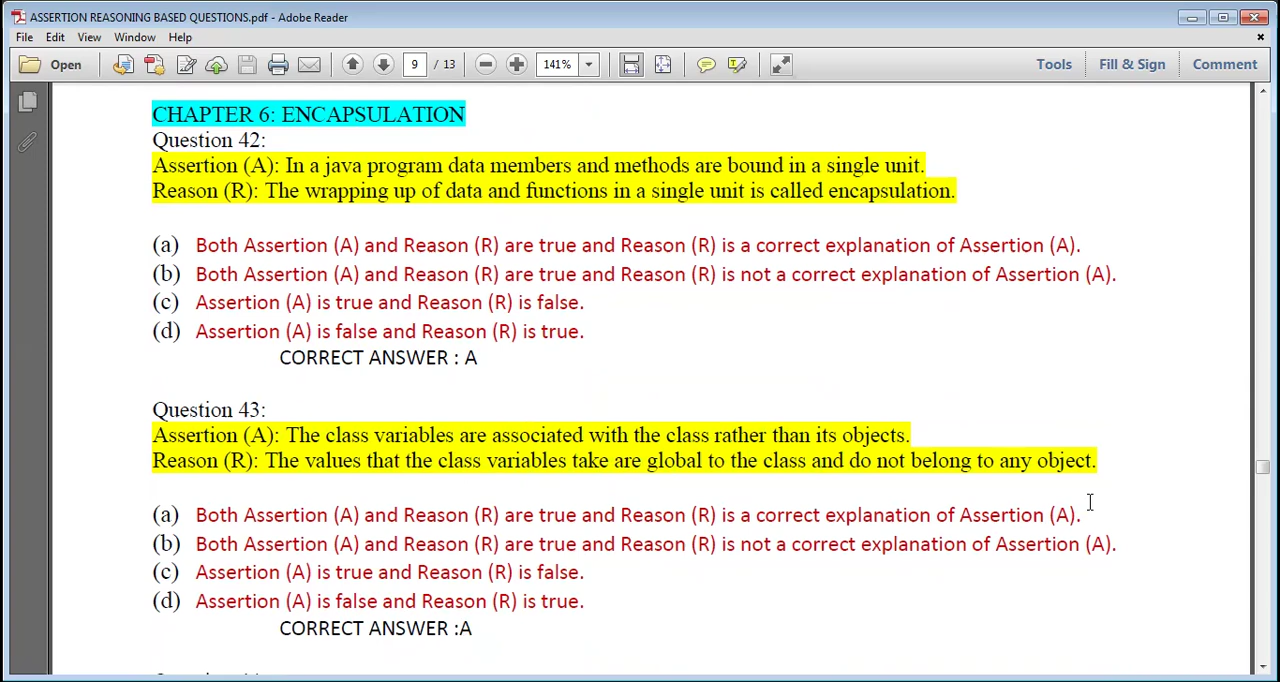 ASSERTION REASONING BASED QUESTIONS.pdf - Adobe Reader
File Edit View Window Help
Open 9 / 13 141% Tools Fill & Sign Comment
CHAPTER 6: ENCAPSULATION
Question 42:
Assertion (A): In a java program data members and methods are bound in a single unit.
Reason (R): The wrapping up of data and functions in a single unit is called encapsulation.
(a) Both Assertion (A) and Reason (R) are true and Reason (R) is a correct explanation of Assertion (A).
(b) Both Assertion (A) and Reason (R) are true and Reason (R) is not a correct explanation of Assertion (A).
(c) Assertion (A) is true and Reason (R) is false.
(d) Assertion (A) is false and Reason (R) is true.
CORRECT ANSWER : A
Question 43:
Assertion (A): The class variables are associated with the class rather than its objects.
Reason (R): The values that the class variables take are global to the class and do not belong to any object.
(a) Both Assertion (A) and Reason (R) are true and Reason (R) is a correct explanation of Assertion (A).
(b) Both Assertion (A) and Reason (R) are true and Reason (R) is not a correct explanation of Assertion (A).
(c) Assertion (A) is true and Reason (R) is false.
(d) Assertion (A) is false and Reason (R) is true.
CORRECT ANSWER :A